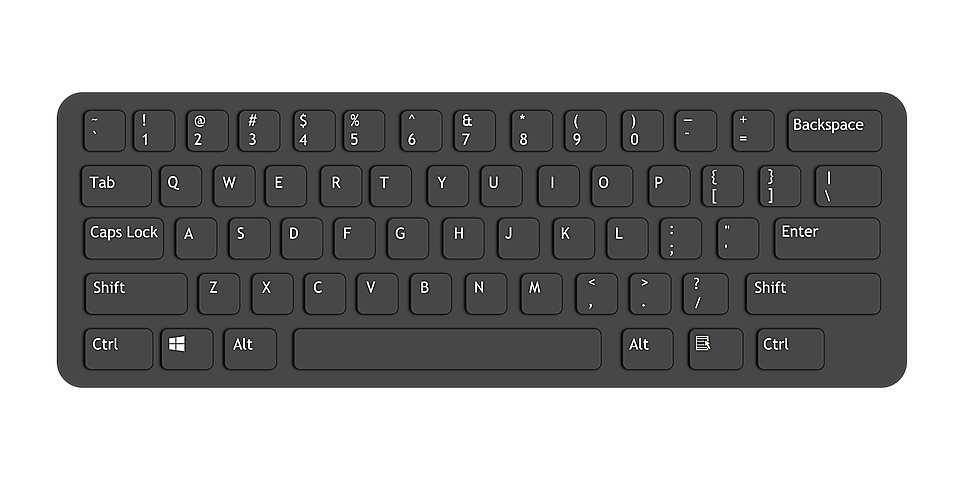 ~ ! @ # $ % ^ & * ( ) _ +
` 1 2 3 4 5 6 7 8 9 0 - = Backspace
Tab Q W E R T Y U I O P { } |
[ ] \
Caps Lock A S D F G H J K L : " Enter
; '
Shift Z X C V B N M < > ? Shift
, . /
Ctrl Alt Alt Ctrl